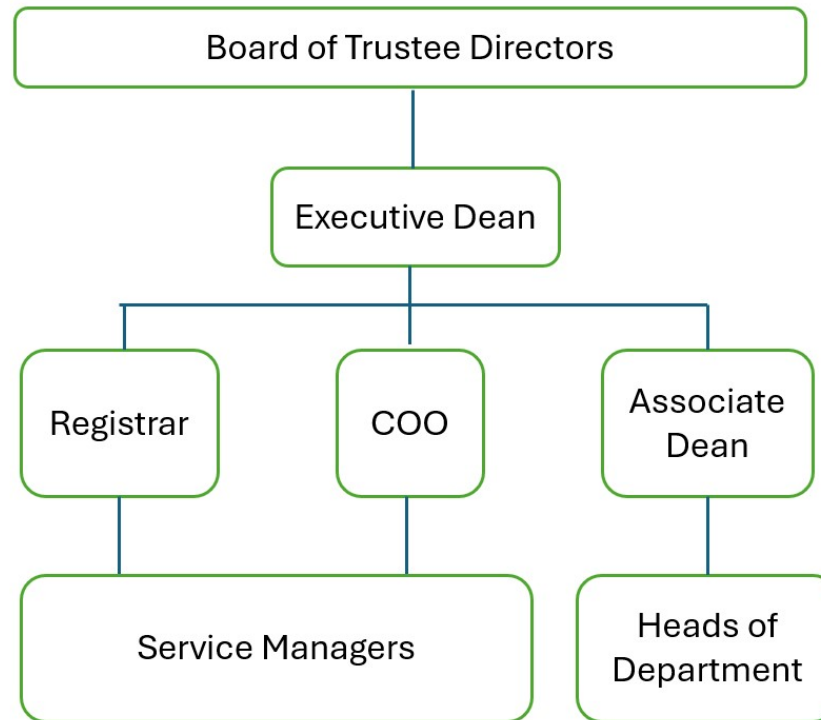 Board of Trustee Directors
Executive Dean
Registrar
COO
Associate
Dean
Service Managers
Heads of
Department